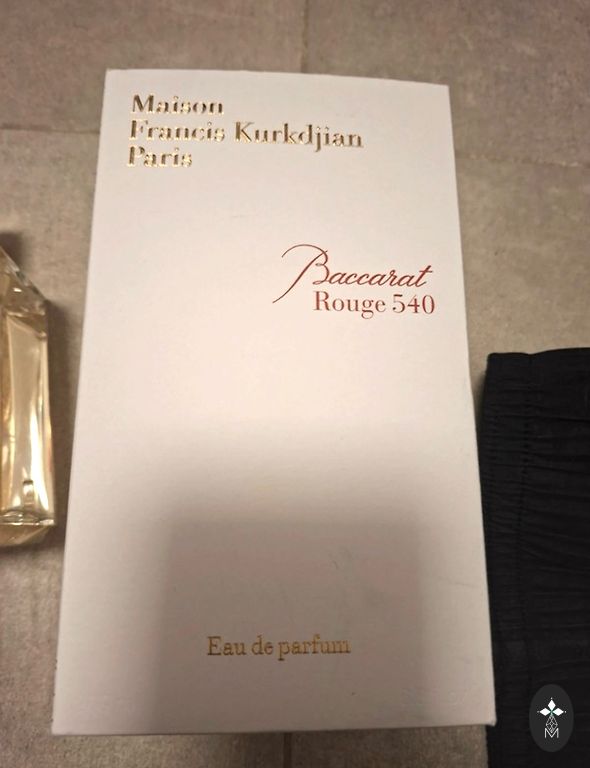 Maison
Francis Kurkdjian
Paris
Baccarat
Rouge 540
Eau de parfum
M